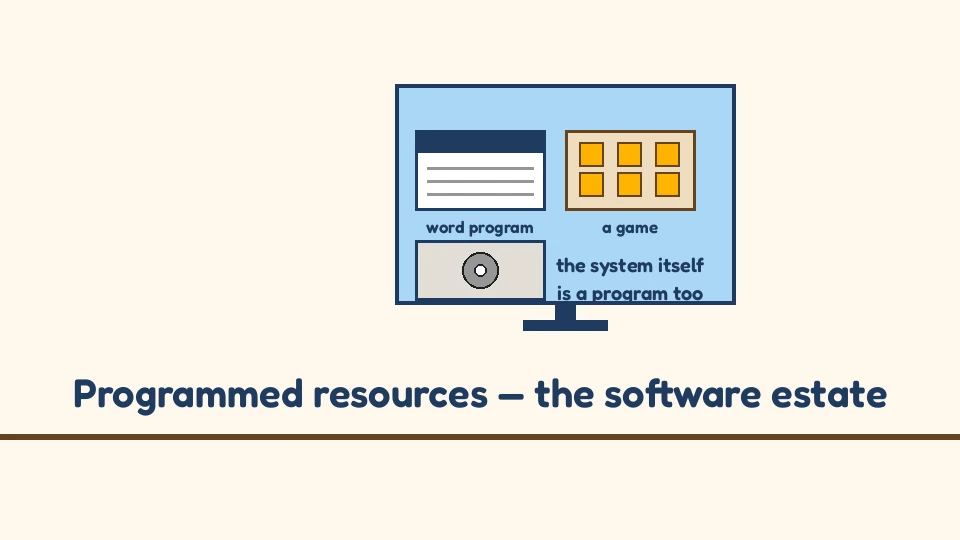 word program
a game
the system itself
is a program too
Programmed resources — the software estate